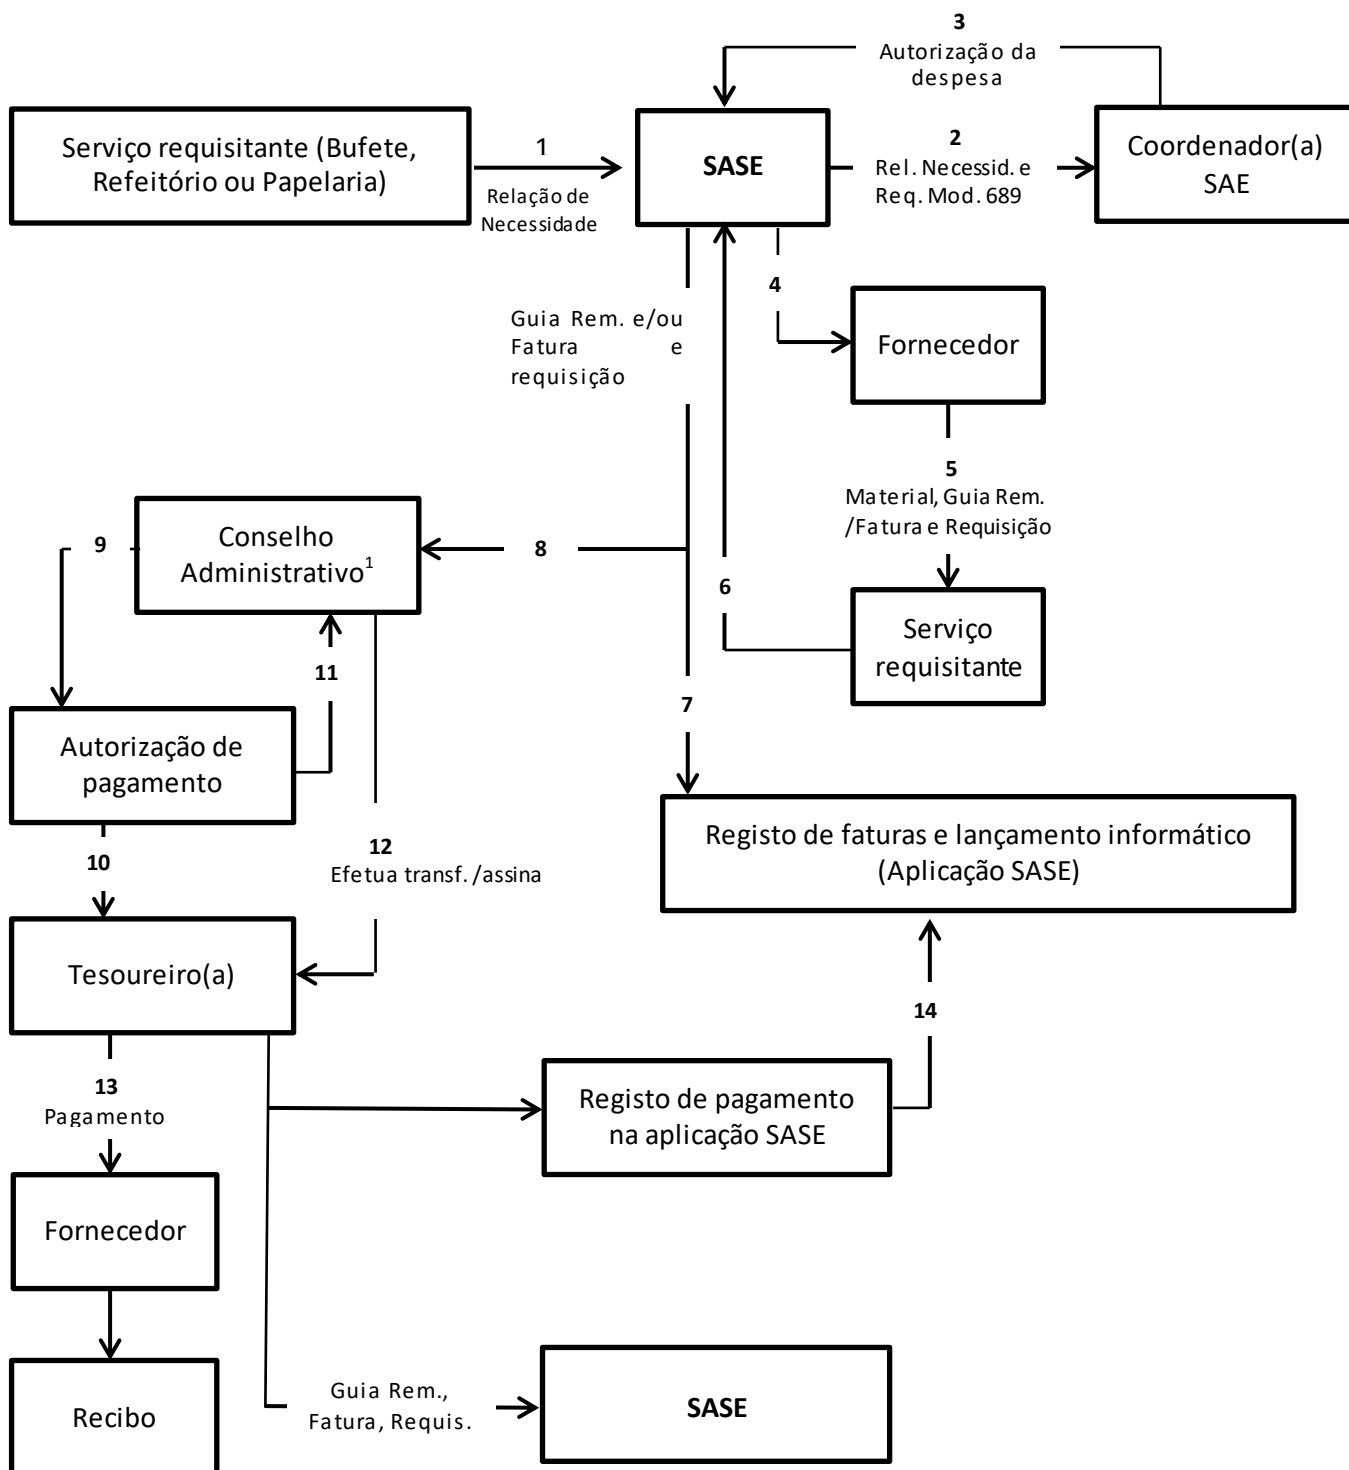 3
Autorização da
despesa
Serviço requisitante (Bufete,
Refeitório ou Papelaria)
1
Relação de
Necessidade
SASE
2
Rel. Necessid. e
Req. Mod. 689
Coordenador(a)
SAE
4
Guia Rem. e/ou
Fatura e
requisição
Fornecedor
5
Material, Guia Rem.
/Fatura e Requisição
9
Conselho
Administrativo¹
8
6
Serviço
requisitante
11
7
Autorização de
pagamento
10
12
Efetua transf./assina
Registo de faturas e lançamento informático
(Aplicação SASE)
Tesoureiro(a)
14
13
Pagamento
Registo de pagamento
na aplicação SASE
Fornecedor
Guia Rem.,
Fatura, Requis.
SASE
Recibo